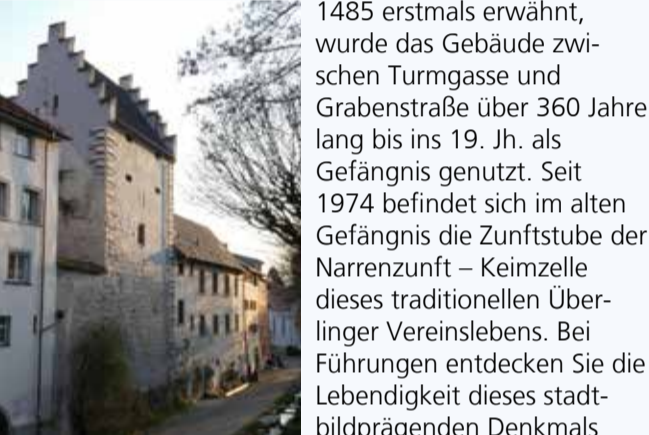 1485 erstmals erwähnt,
wurde das Gebäude zwi-
schen Turmgasse und
Grabenstraße über 360 Jahre
lang bis ins 19. Jh. als
Gefängnis genutzt. Seit
1974 befindet sich im alten
Gefängnis die Zunftstube der
Narrenzunft – Keimzelle
dieses traditionellen Über-
linger Vereinslebens. Bei
Führungen entdecken Sie die
Lebendigkeit dieses stadt-
bildprägenden Denkmals